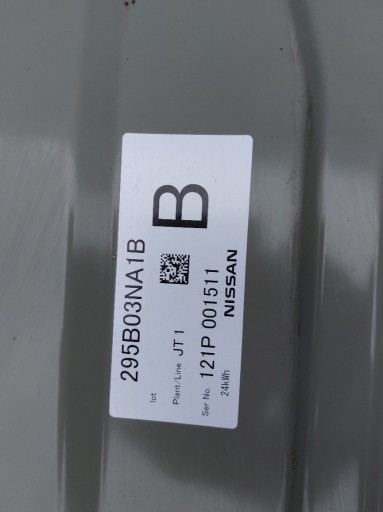 295B03NA1B
B
lot
Plant/Line JT1
Ser No. 121P 001511
24kWh NISSAN